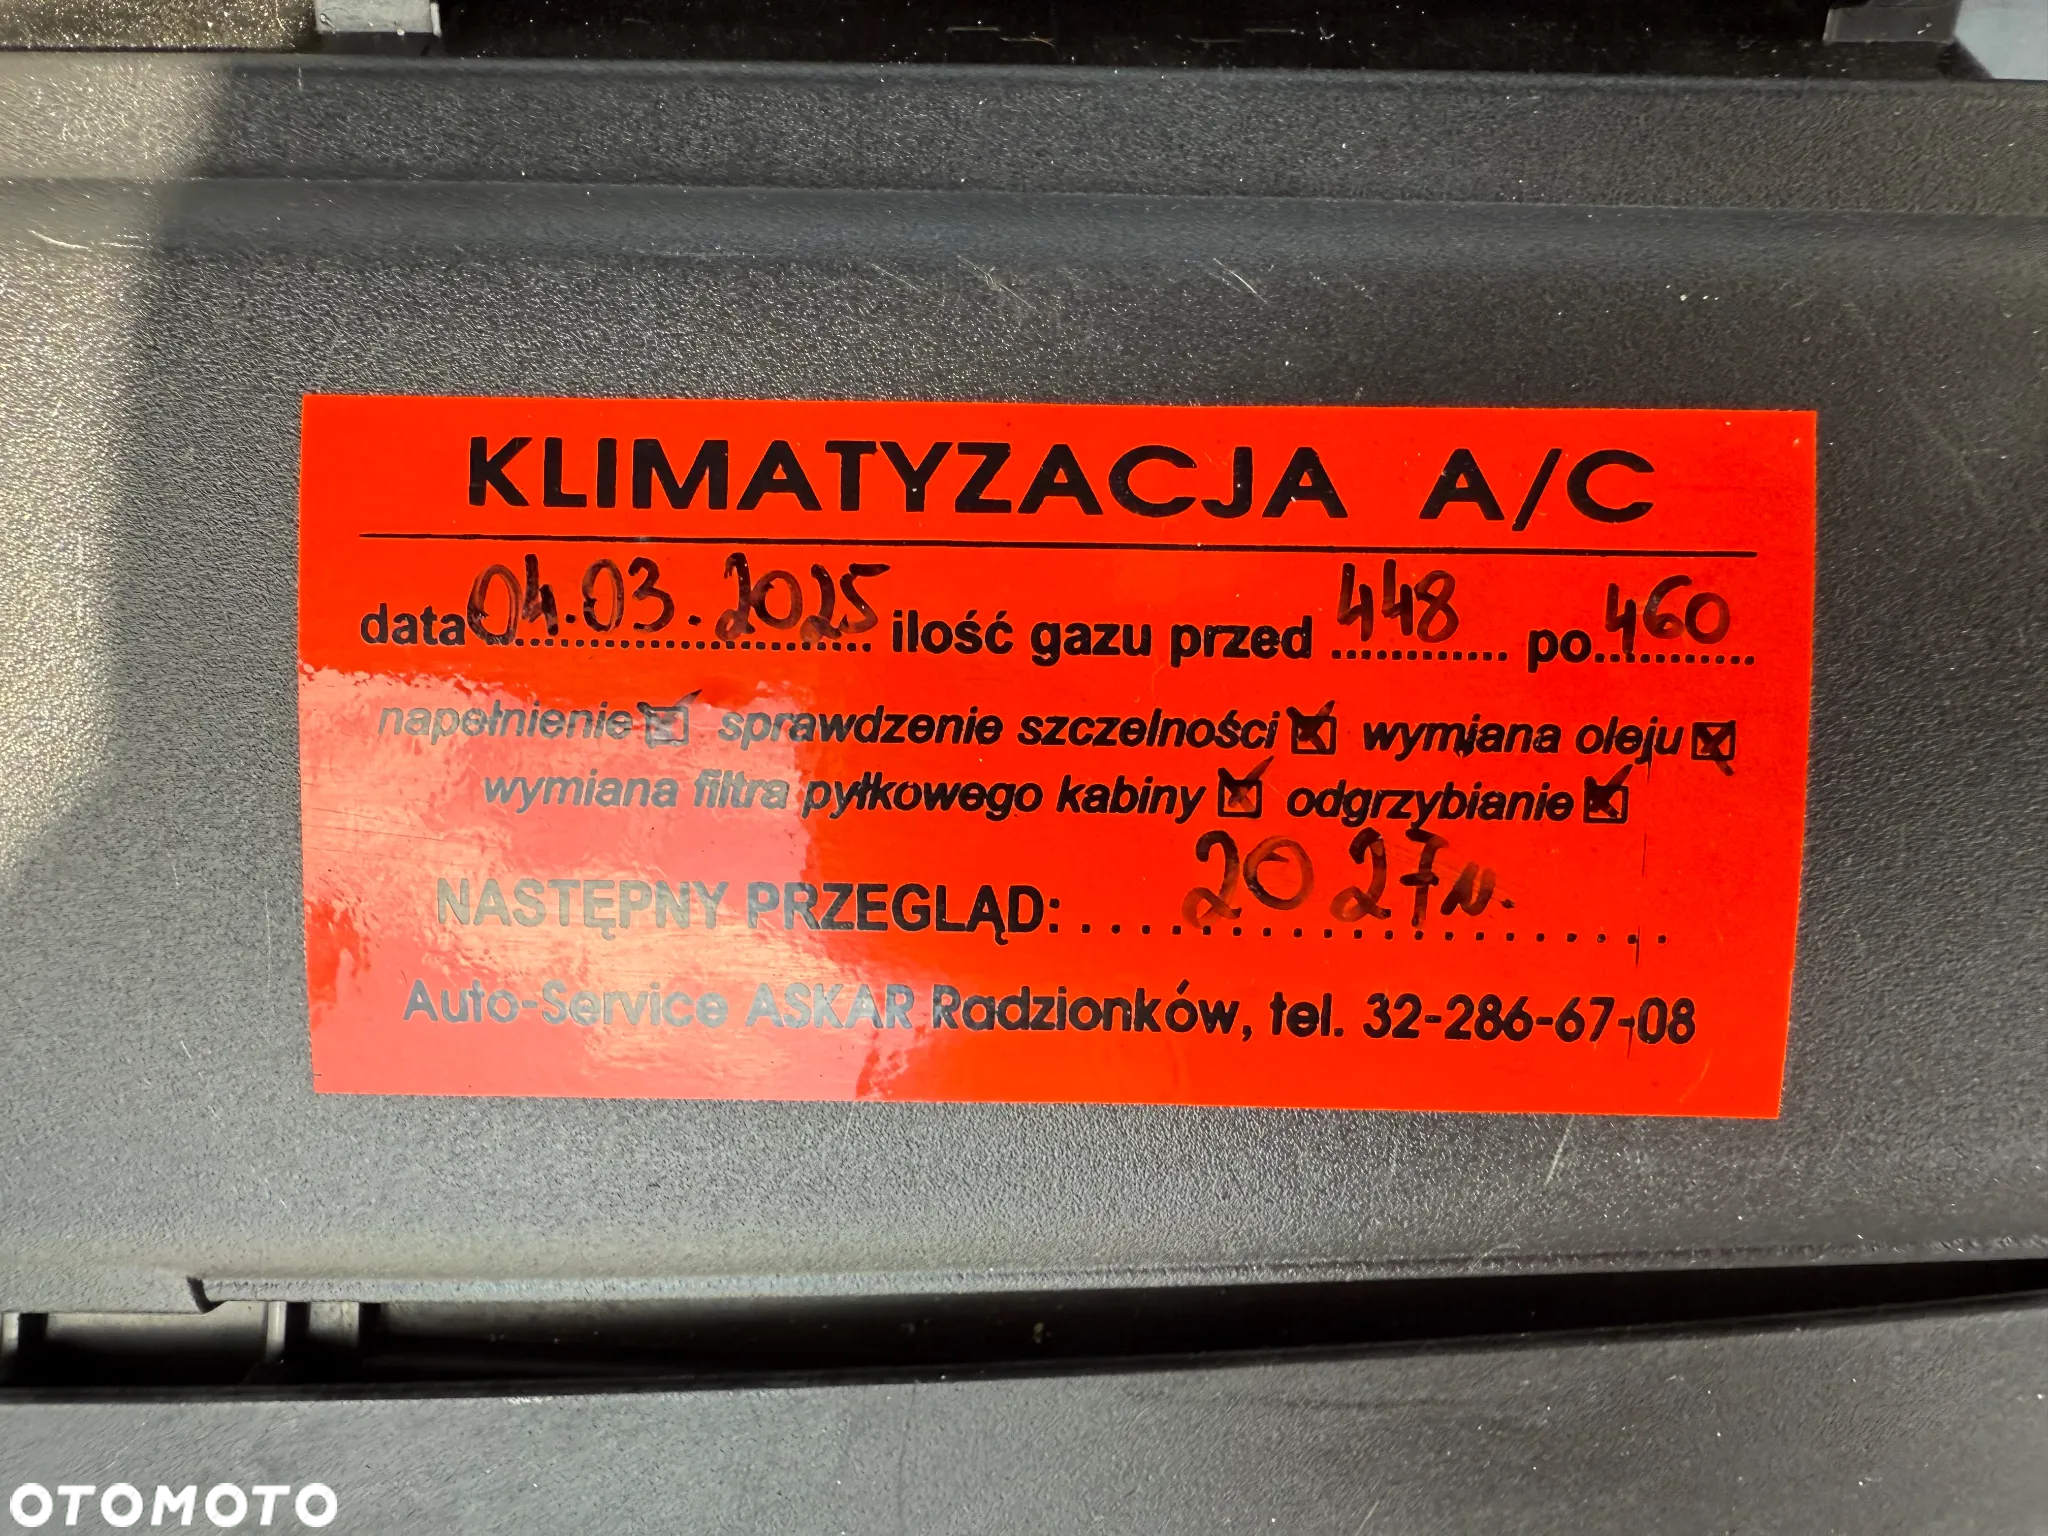 KLIMATYZACJA A/C
data 04.03.2025 ilość gazu przed 448 po 460
napełnienie sprawdzenie szczelności wymiana oleju
wymiana filtra pyłkowego kabiny odgrzybianie
NASTĘPNY PRZEGLĄD: 2027r.
Auto-Service ASKAR Radzionków, tel. 32-286-67-08
OTOMOTO